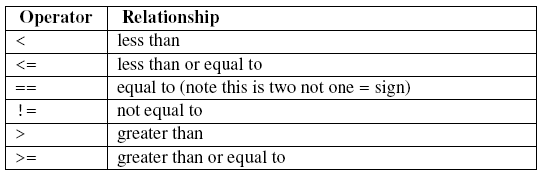 Operator Relationship
< less than
<= less than or equal to
== equal to (note this is two not one = sign)
!= not equal to
> greater than
>= greater than or equal to